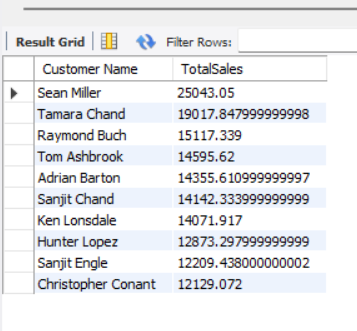 Result Grid Filter Rows:
Customer Name TotalSales
Sean Miller 25043.05
Tamara Chand 19017.847999999998
Raymond Buch 15117.339
Tom Ashbrook 14595.62
Adrian Barton 14355.610999999997
Sanjit Chand 14142.333999999999
Ken Lonsdale 14071.917
Hunter Lopez 12873.297999999999
Sanjit Engle 12209.438000000002
Christopher Conant 12129.072